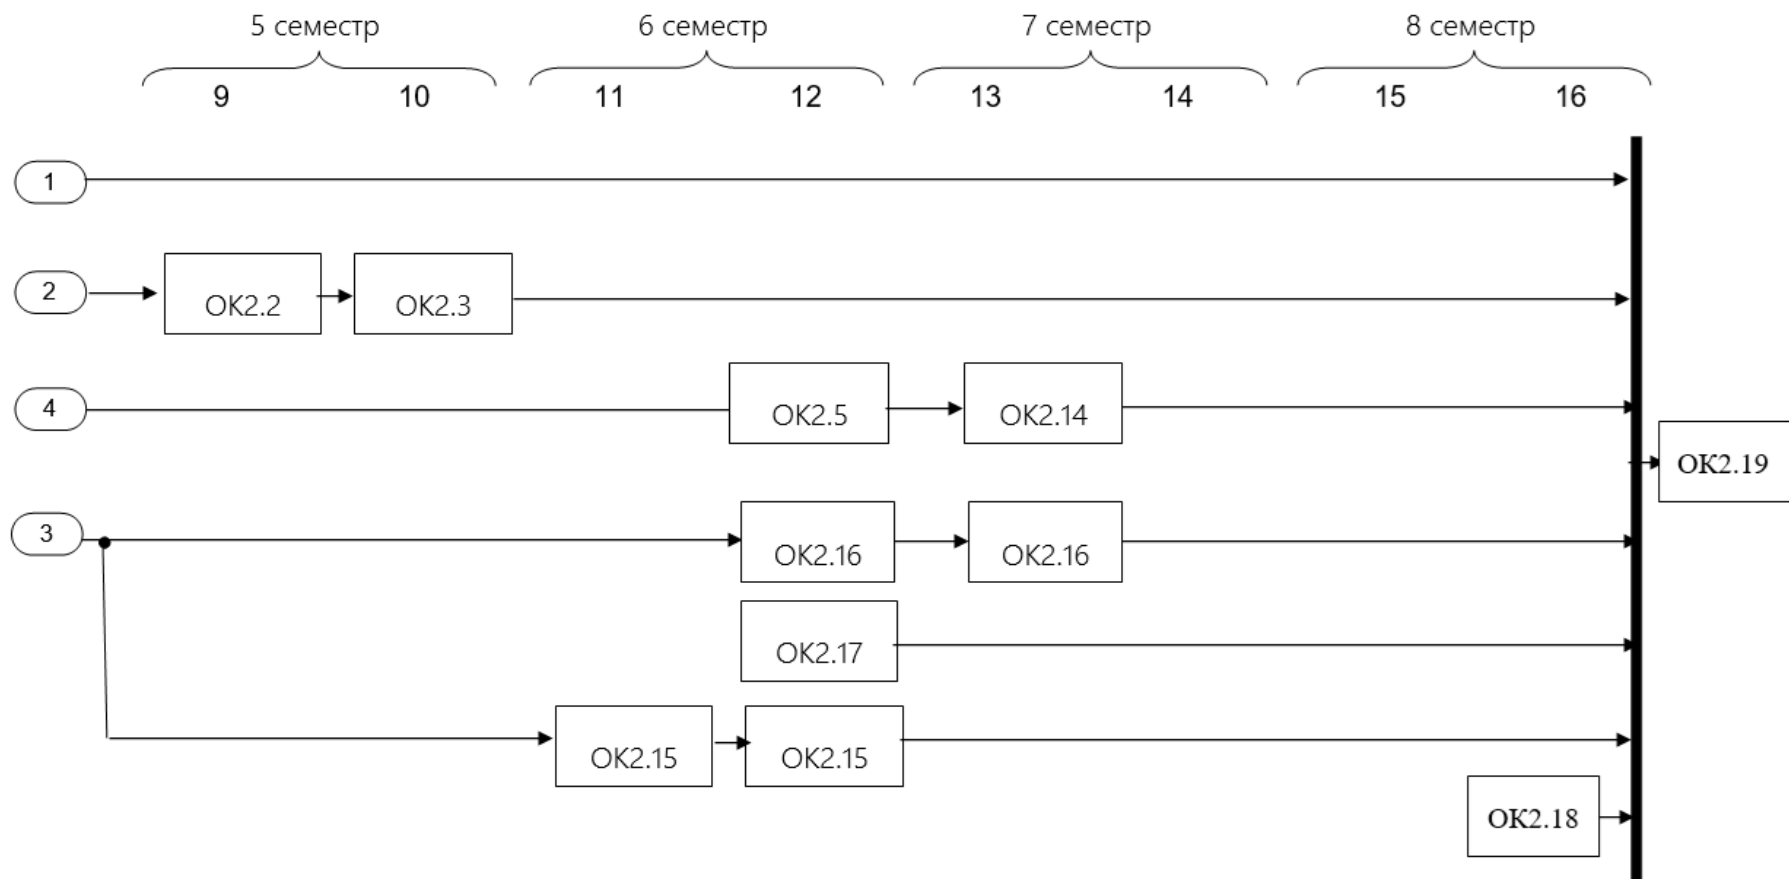 5 семестр 6 семестр 7 семестр 8 семестр
9 10 11 12 13 14 15 16
1
2 ОК2.2 ОК2.3
4 ОК2.5 ОК2.14
ОК2.19
3 ОК2.16 ОК2.16
ОК2.17
ОК2.15 ОК2.15
ОК2.18